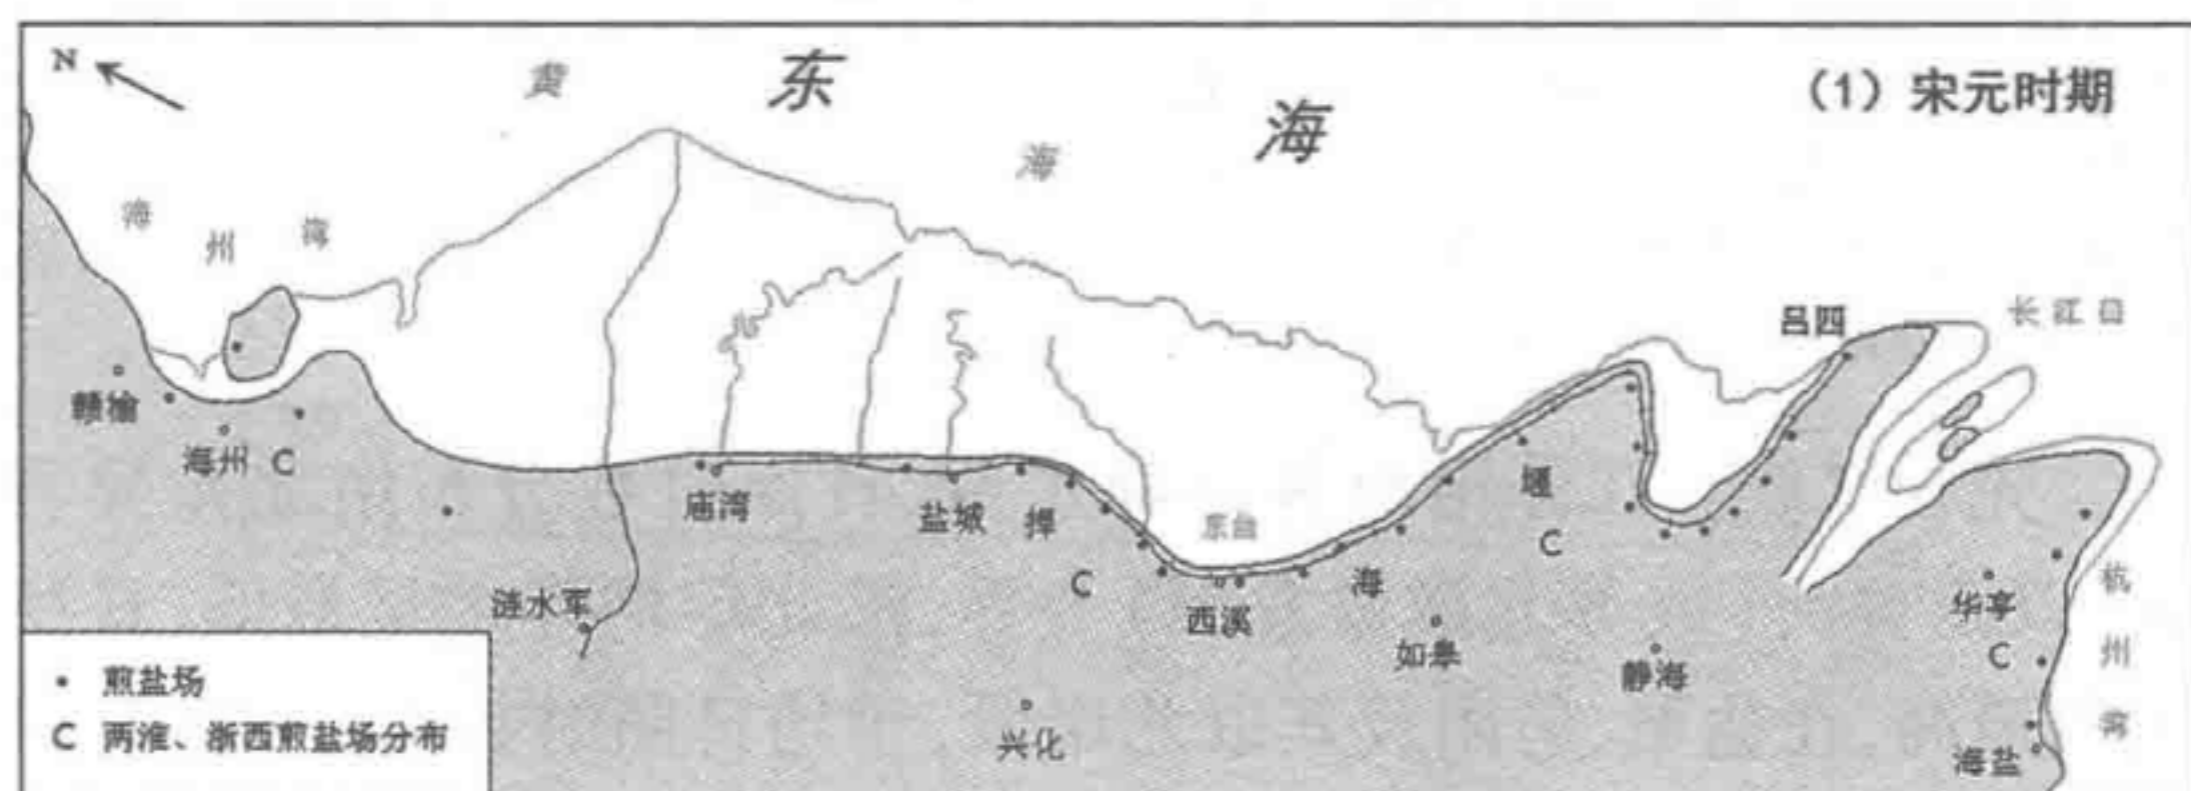 N
(1) 宋元时期
东海
黄海
海州湾
长江口
吕四
赣榆
海州 C
庙湾
盐城
捍海堰
东台
C
C
西溪
涟水军
如皋
静海
兴化
华亭
C
杭州湾
海盐
煎盐场
C 两淮、浙西煎盐场分布